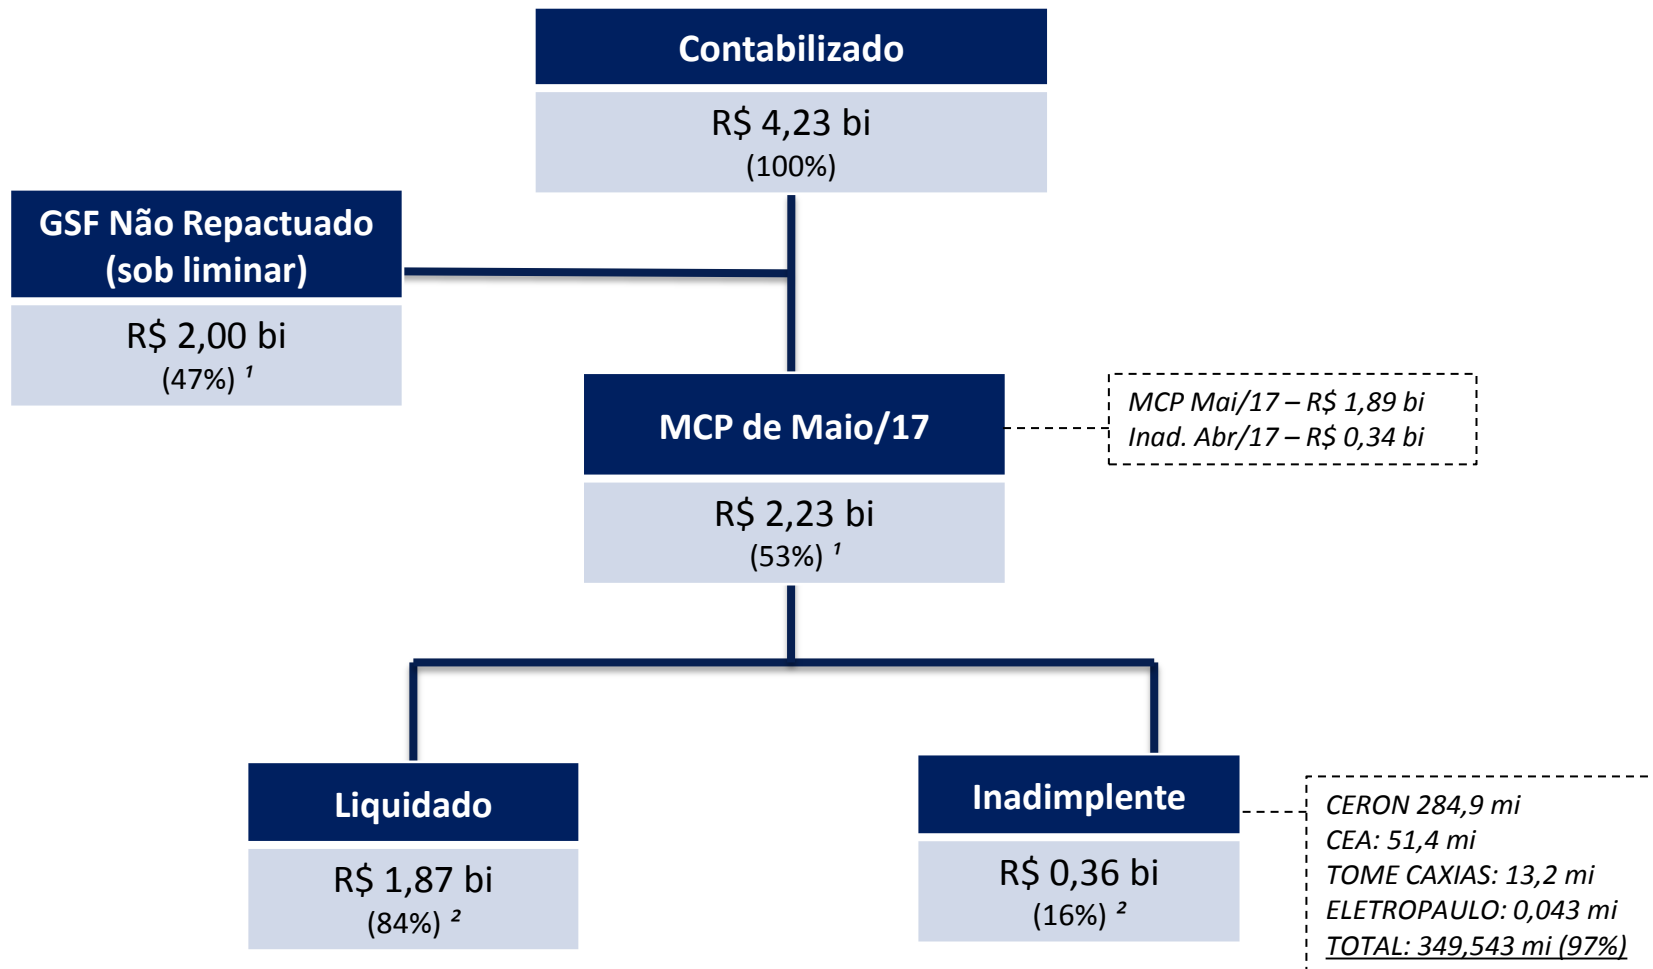 Contabilizado
R$ 4,23 bi
(100%)
GSF Não Repactuado
(sob liminar)
R$ 2,00 bi
(47%) ¹
MCP de Maio/17
R$ 2,23 bi
(53%) ¹
MCP Mai/17 – R$ 1,89 bi
Inad. Abr/17 – R$ 0,34 bi
Liquidado
R$ 1,87 bi
(84%) ²
Inadimplente
R$ 0,36 bi
(16%) ²
CERON 284,9 mi
CEA: 51,4 mi
TOME CAXIAS: 13,2 mi
ELETROPAULO: 0,043 mi
TOTAL: 349,543 mi (97%)